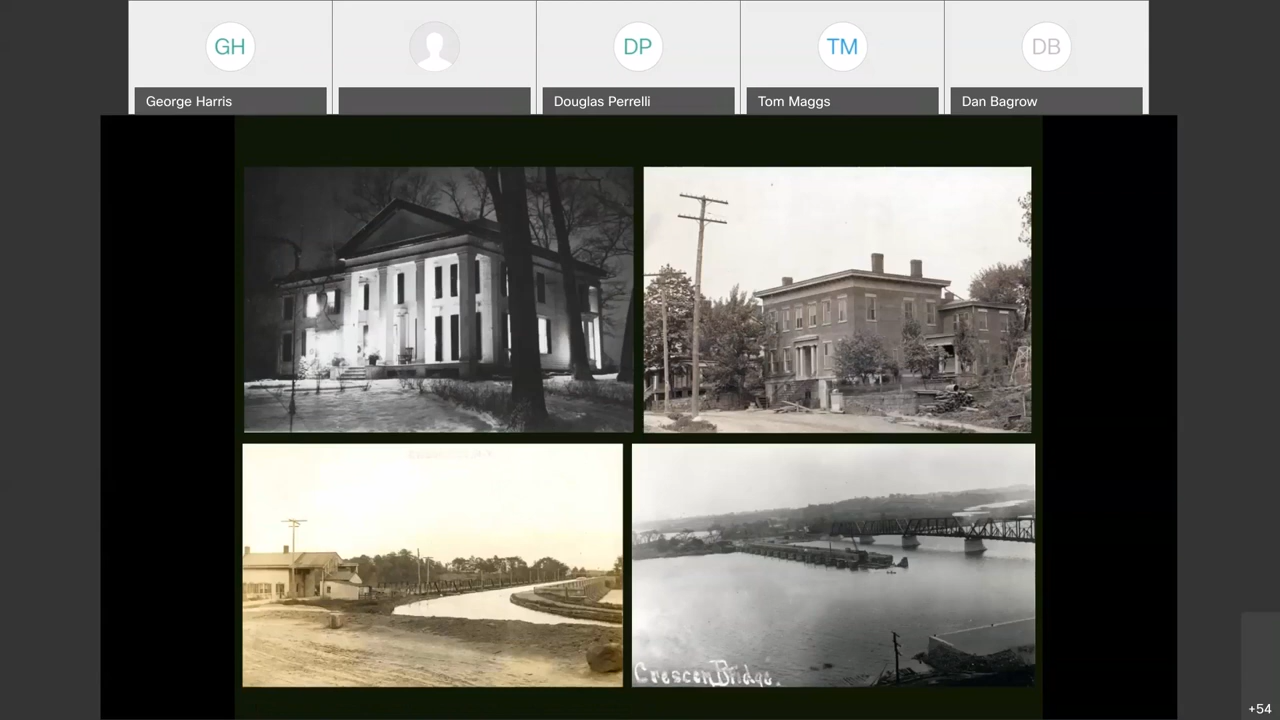 GH
DP
TM
DB
George Harris
Douglas Perrelli
Tom Maggs
Dan Bagrow
Crescen Bridge.
+54